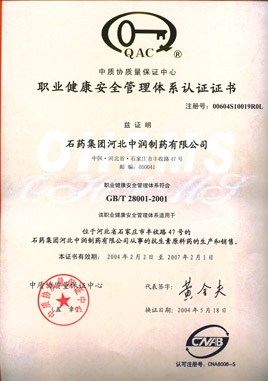 QAC
R
中质协质量保证中心
职业健康安全管理体系认证证书
注册号：00604S10019R0L
兹证明
石药集团河北中润制药有限公司
中国·河北省·石家庄市丰收路47号
邮编：050041
职业健康安全管理体系符合
GB/T 28001-2001
该职业健康安全管理体系适用于
位于河北省石家庄市丰收路47号的
石药集团河北中润制药有限公司从事的抗生素原料药的生产和销售。
本证书有效期：2004年2月2日 至 2007年2月1日
中质协质量保证中心
代表签字：
换证日期：2004年5月18日
CNAB
认可注册号：CNAB006-S